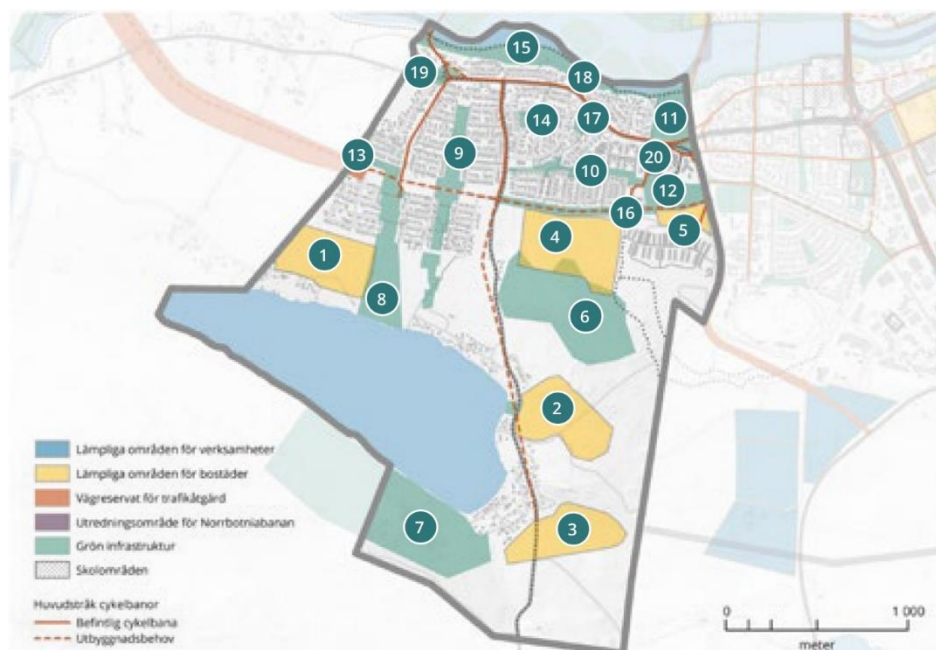 15
19
18
11
14
17
13
9
20
10
12
16
5
4
1
8
6
2
7
3
Lämpliga områden för verksamheter
Lämpliga områden för bostäder
Vägreservat för trafikåtgärd
Utredningsområde för Norrbotniabanan
Grön infrastruktur
Skolområden
Huvudstråk cykelbanor
Befintlig cykelbana
Utbyggnadsbehov
0 1 000
meter